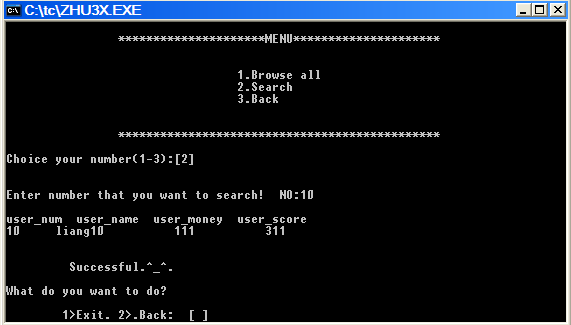 C:\tc\ZHU3X.EXE
*********************MENU*********************
1.Browse all
2.Search
3.Back
**********************************************
Choice your number(1-3):[2]
Enter number that you want to search!  NO:10
user_num  user_name  user_money  user_score
10     liang10          111          311
Successful.^_^.
What do you want to do?
1>Exit. 2>.Back:  [ ]